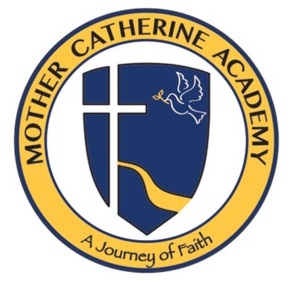 MOTHER CATHERINE ACADEMY
A Journey of Faith